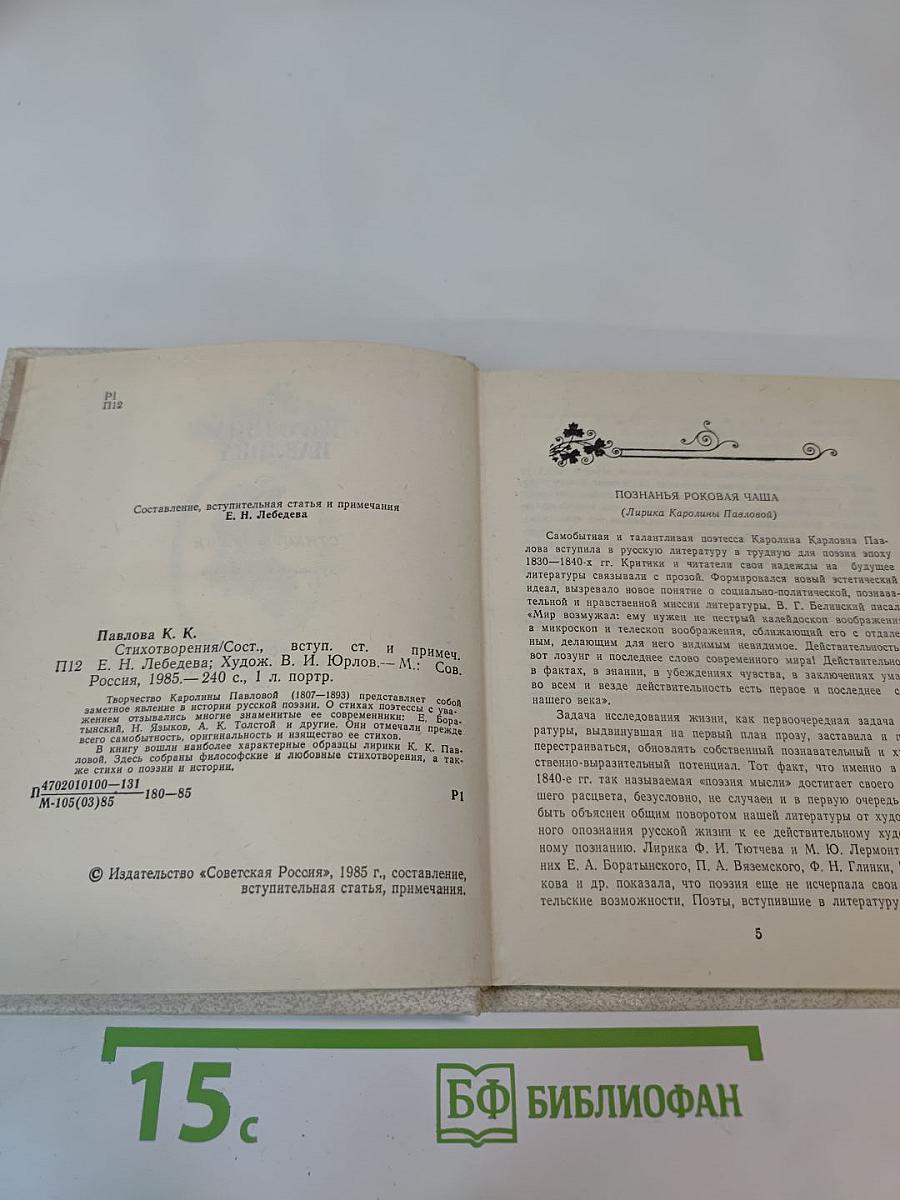 Р1
П12
Составление, вступительная статья и примечания
Е. Н. Лебедева
Павлова К. К.
Стихотворения/Сост., вступ. ст. и примеч.
П12 Е. Н. Лебедева; Худож. В. И. Юрлов.— М.: Сов.
Россия, 1985.— 240 с., 1 л. портр.
Творчество Каролины Павловой (1807—1893) представляет собой
заметное явление в истории русской поэзии. О стихах поэтессы с ува-
жением отзывались многие знаменитые ее современники: Е. Бора-
тынский, Н. Языков, А. К. Толстой и другие. Они отмечали прежде
всего самобытность, оригинальность и изящество ее стихов.
В книгу вошли наиболее характерные образцы лирики К. К. Пав-
ловой. Здесь собраны философские и любовные стихотворения, а так-
же стихи о поэзии и истории.
П 4702010100—131
М-105(03)85 180—85 Р1
© Издательство «Советская Россия», 1985 г., составление,
вступительная статья, примечания.
ПОЗНАНЬЯ РОКОВАЯ ЧАША
(Лирика Каролины Павловой)
Самобытная и талантливая поэтесса Каролина Карловна Пав-
лова вступила в русскую литературу в трудную для поэзии эпоху
1830—1840-х гг. Критики и читатели свои надежды на будущее
литературы связывали с прозой. Формировался новый эстетический
идеал, вызревало новое понятие о социально-политической, познава-
тельной и нравственной миссии литературы. В. Г. Белинский писал
«Мир возмужал: ему нужен не пестрый калейдоскоп воображения
а микроскоп и телескоп воображения, сближающий его с отдале
ным, делающим для него видимым невидимое. Действительность
вот лозунг и последнее слово современного мира! Действительно
в фактах, в знании, в убеждениях чувства, в заключениях ума
во всем и везде действительность есть первое и последнее с
нашего века».
Задача исследования жизни, как первоочередная задача
ратуры, выдвинувшая на первый план прозу, заставила и п
перестраиваться, обновлять собственный познавательный и х
ственно-выразительный потенциал. Тот факт, что именно в
1840-е гг. так называемая «поэзия мысли» достигает своего
шего расцвета, безусловно, не случаен и в первую очередь
быть объяснен общим поворотом нашей литературы от худо
ного опознания русской жизни к ее действительному худо
ному познанию. Лирика Ф. И. Тютчева и М. Ю. Лермонт
них Е. А. Боратынского, П. А. Вяземского, Ф. Н. Глинки,
кова и др. показала, что поэзия еще не исчерпала свои
тельские возможности. Поэты, вступившие в литературу
5
15 с
БФ БИБЛИОФАН